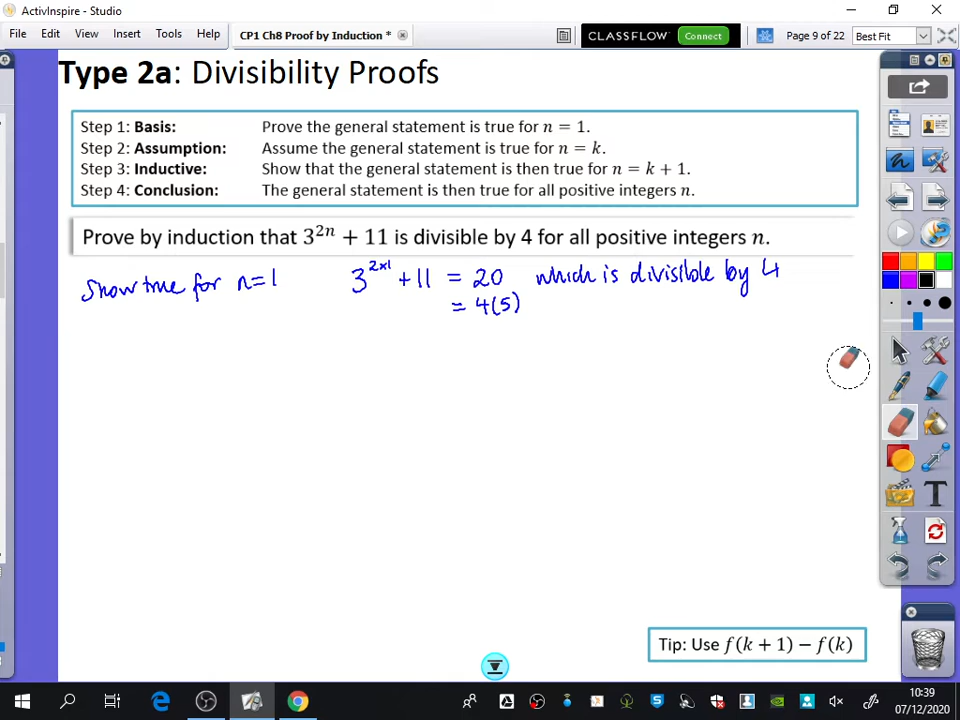 ActivInspire - Studio
File Edit View Insert Tools Help CP1 Ch8 Proof by Induction * CLASSFLOW Connect Page 9 of 22 Best Fit
Type 2a: Divisibility Proofs
Step 1: Basis: Prove the general statement is true for n = 1.
Step 2: Assumption: Assume the general statement is true for n = k.
Step 3: Inductive: Show that the general statement is then true for n = k + 1.
Step 4: Conclusion: The general statement is then true for all positive integers n.
Prove by induction that 3²ⁿ + 11 is divisible by 4 for all positive integers n.
Show true for n=1 3^(2×1) + 11 = 20 which is divisible by 4
= 4(5)
Tip: Use f(k + 1) − f(k)
10:39
07/12/2020